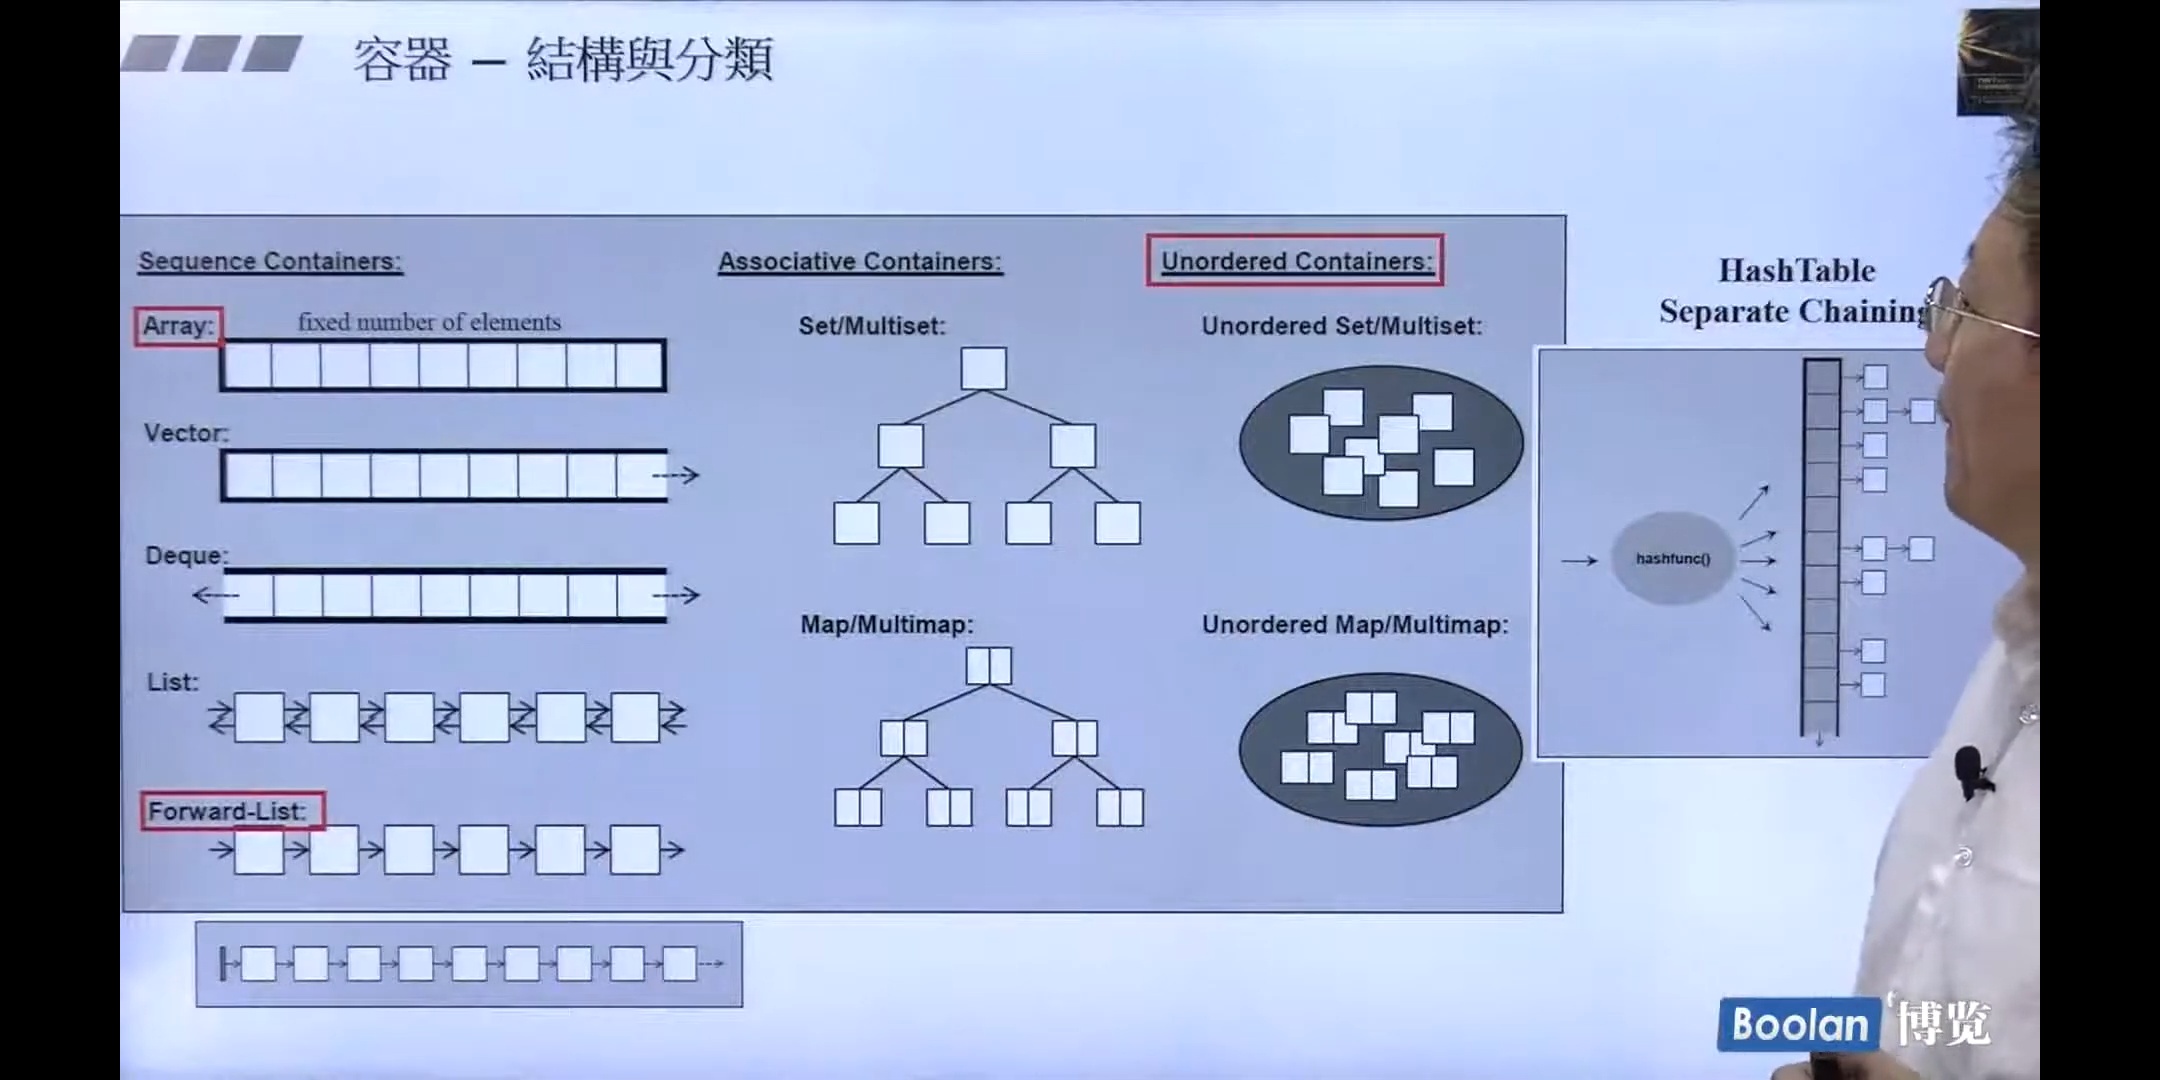 容器 – 結構與分類
Sequence Containers:
Array:
fixed number of elements
Vector:
Deque:
List:
Forward-List:
Associative Containers:
Set/Multiset:
Map/Multimap:
Unordered Containers:
Unordered Set/Multiset:
Unordered Map/Multimap:
HashTable
Separate Chaining
hashfunc()
Boolan 博览